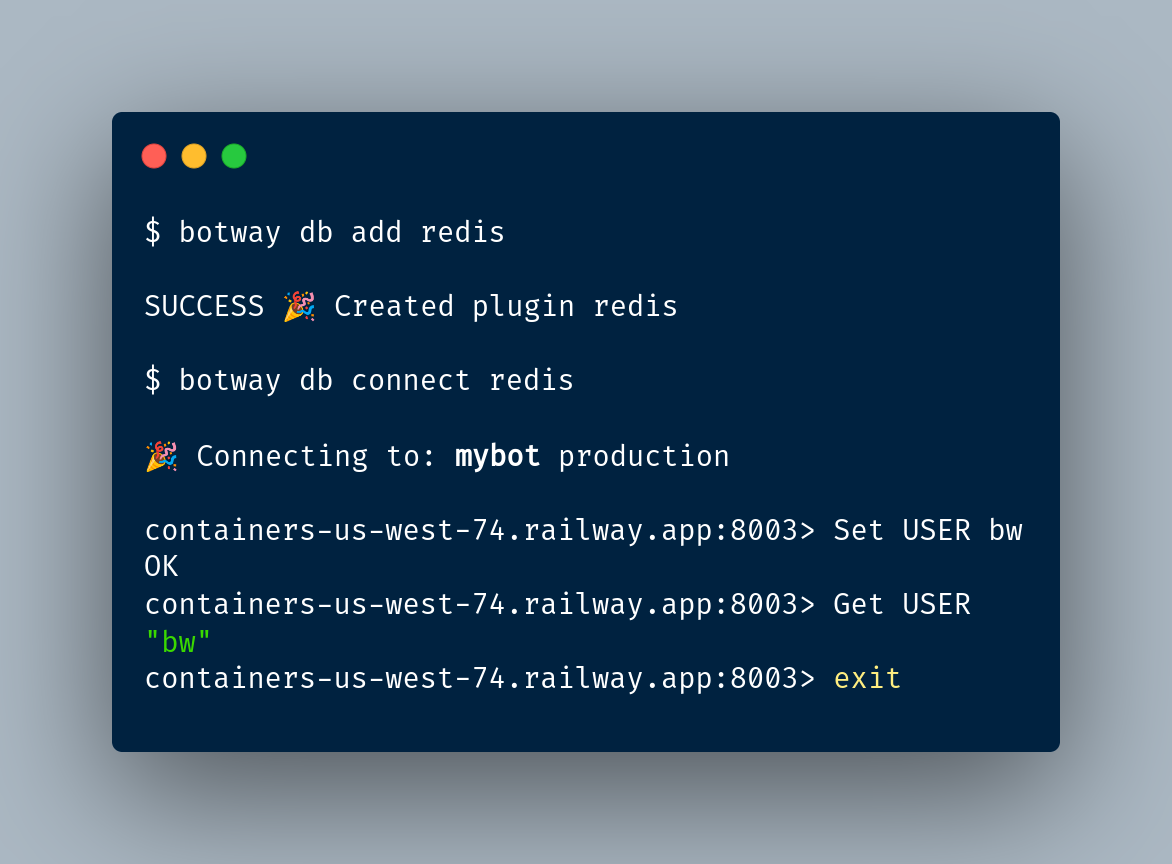 $ botway db add redis
SUCCESS 🎉 Created plugin redis
$ botway db connect redis
🎉 Connecting to: mybot production
containers-us-west-74.railway.app:8003> Set USER bw
OK
containers-us-west-74.railway.app:8003> Get USER
"bw"
containers-us-west-74.railway.app:8003> exit